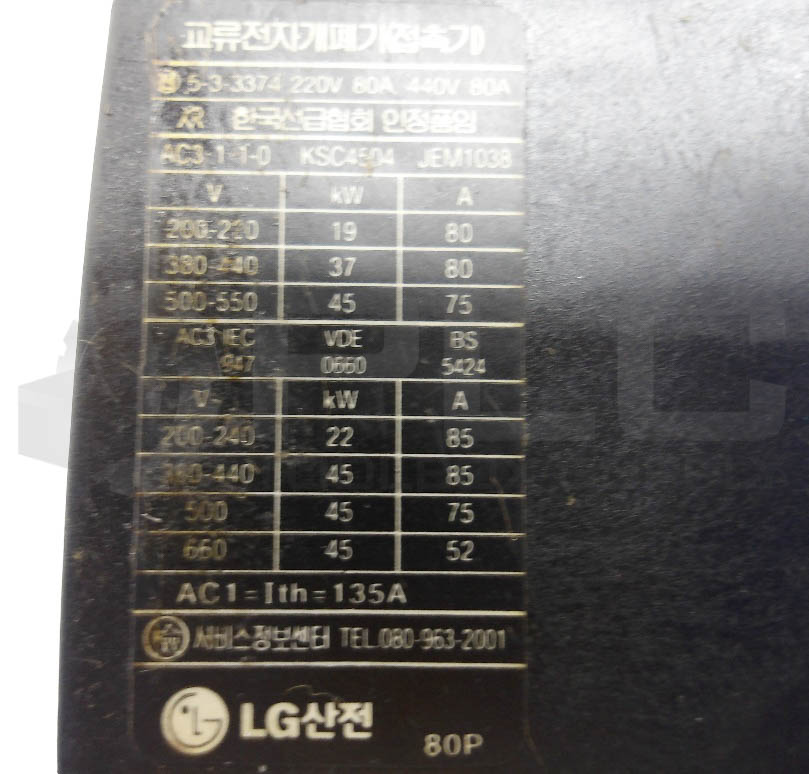 교류전자개폐기(접촉기)
5-3-3374 220V 80A 440V 80A
한국선급협회 인정품임
AC3 1-1-0 KSC4504 JEM1038
V kW A
200-220 19 80
380-440 37 80
500-550 45 75
AC3 IEC VDE BS
947 0660 5424
V kW A
200-240 22 85
380-440 45 85
500 45 75
660 45 52
AC1=Ith=135A
서비스정보센터 TEL.080-963-2001
LG산전
80P